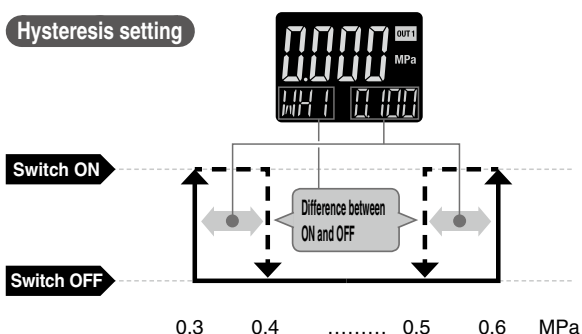 Hysteresis setting
0.000
OUT1
MPa
WH1 0.100
Switch ON
Difference between
ON and OFF
Switch OFF
0.3 0.4 ......... 0.5 0.6 MPa